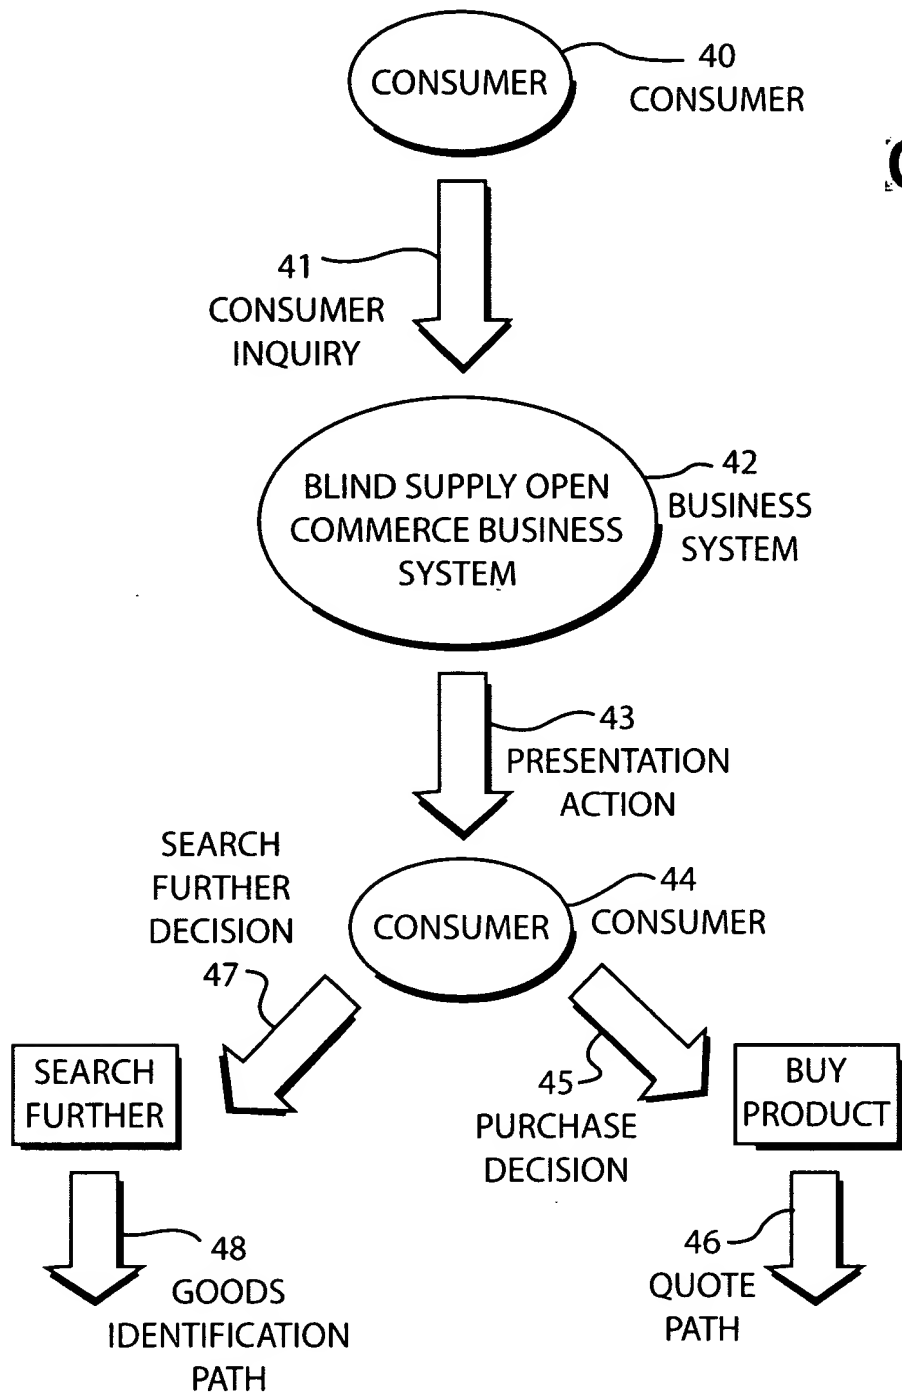 CONSUMER
40
CONSUMER
41
CONSUMER
INQUIRY
BLIND SUPPLY OPEN
COMMERCE BUSINESS
SYSTEM
42
BUSINESS
SYSTEM
43
PRESENTATION
ACTION
SEARCH
FURTHER
DECISION
47
CONSUMER
44
CONSUMER
45
PURCHASE
DECISION
SEARCH
FURTHER
BUY
PRODUCT
48
GOODS
IDENTIFICATION
PATH
46
QUOTE
PATH